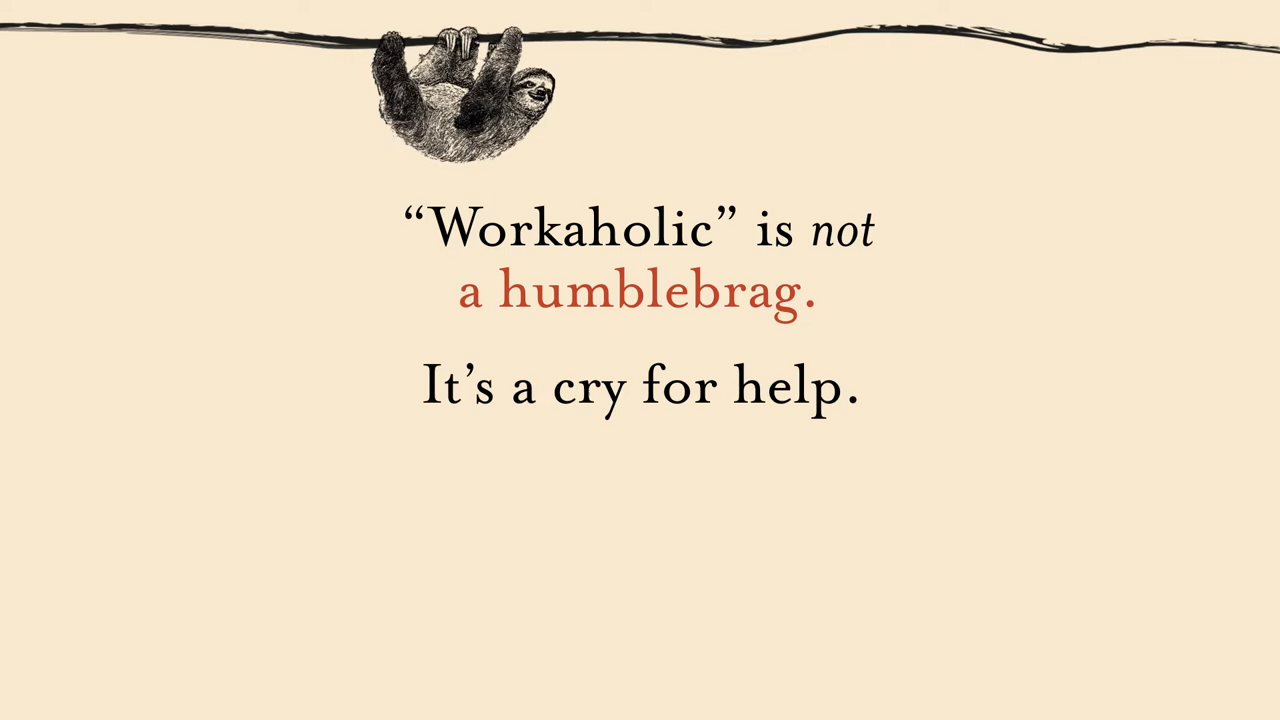 “Workaholic” is not
a humblebrag.
It’s a cry for help.